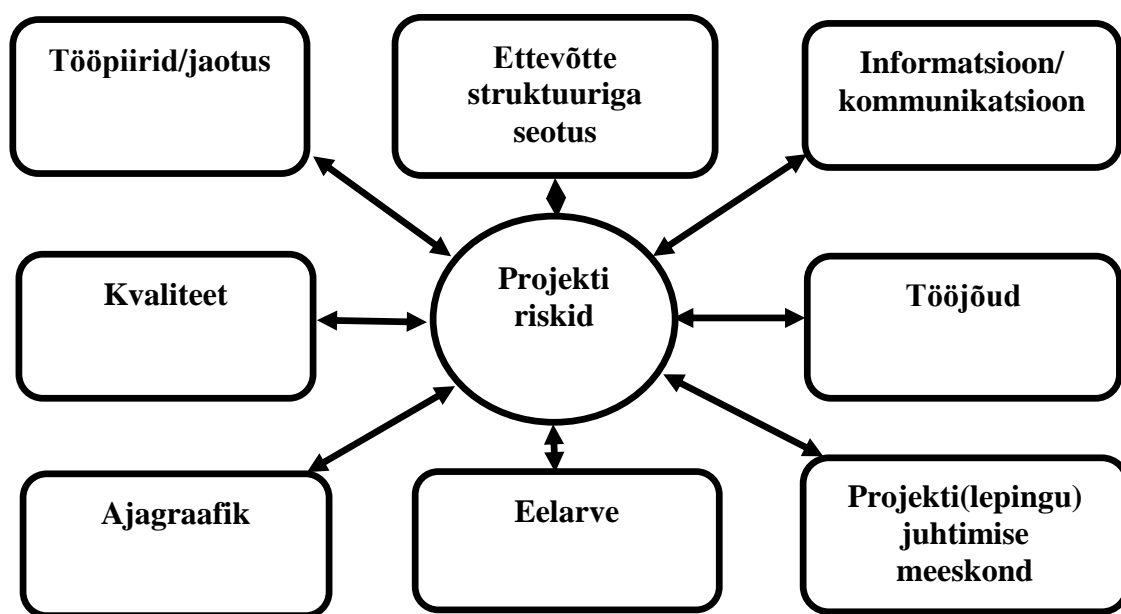 Tööpiirid/jaotus
Ettevõtte
struktuuriga
seotus
Informatsioon/
kommunikatsioon
Kvaliteet
Projekti
riskid
Tööjõud
Ajagraafik
Eelarve
Projekti(lepingu)
juhtimise
meeskond